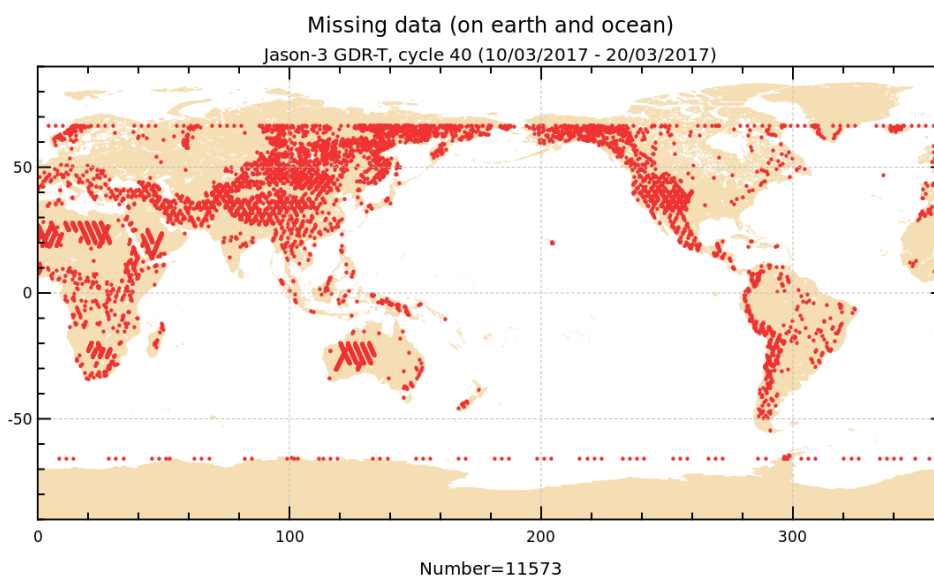 Missing data (on earth and ocean)
Jason-3 GDR-T, cycle 40 (10/03/2017 - 20/03/2017)
50
0
-50
0 100 200 300
Number=11573